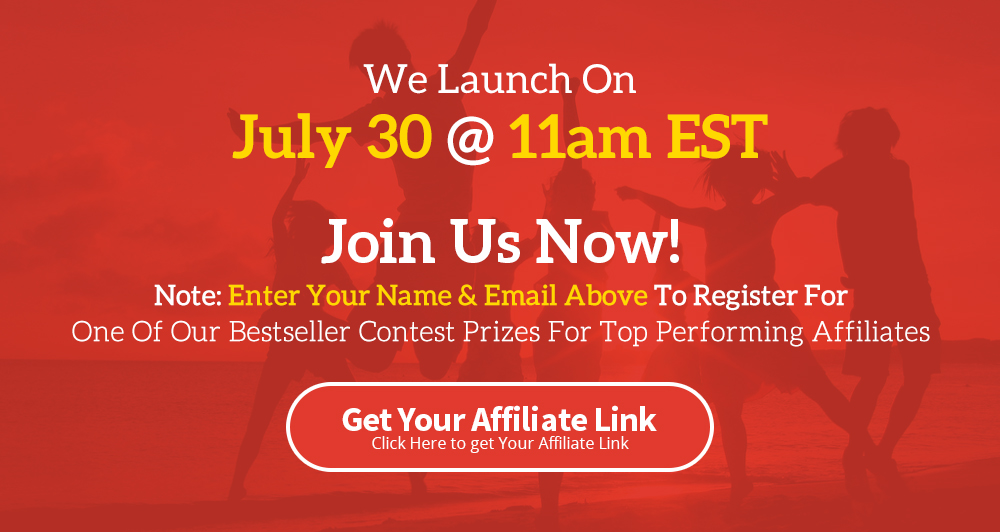 We Launch On
July 30 @ 11am EST
Join Us Now!
Note: Enter Your Name & Email Above To Register For
One Of Our Bestseller Contest Prizes For Top Performing Affiliates
Get Your Affiliate Link
Click Here to get Your Affiliate Link